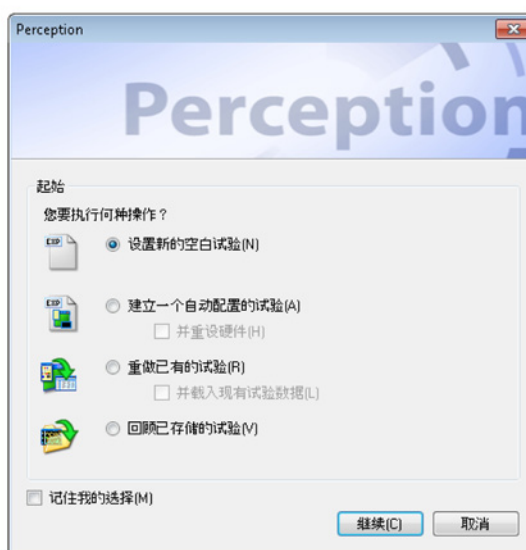 Perception
Perception
起始
您要执行何种操作？
EXP
设置新的空白试验(N)
EXP
建立一个自动配置的试验(A)
并重设硬件(H)
重做已有的试验(R)
并载入现有试验数据(L)
回顾已存储的试验(V)
记住我的选择(M)
继续(C)
取消